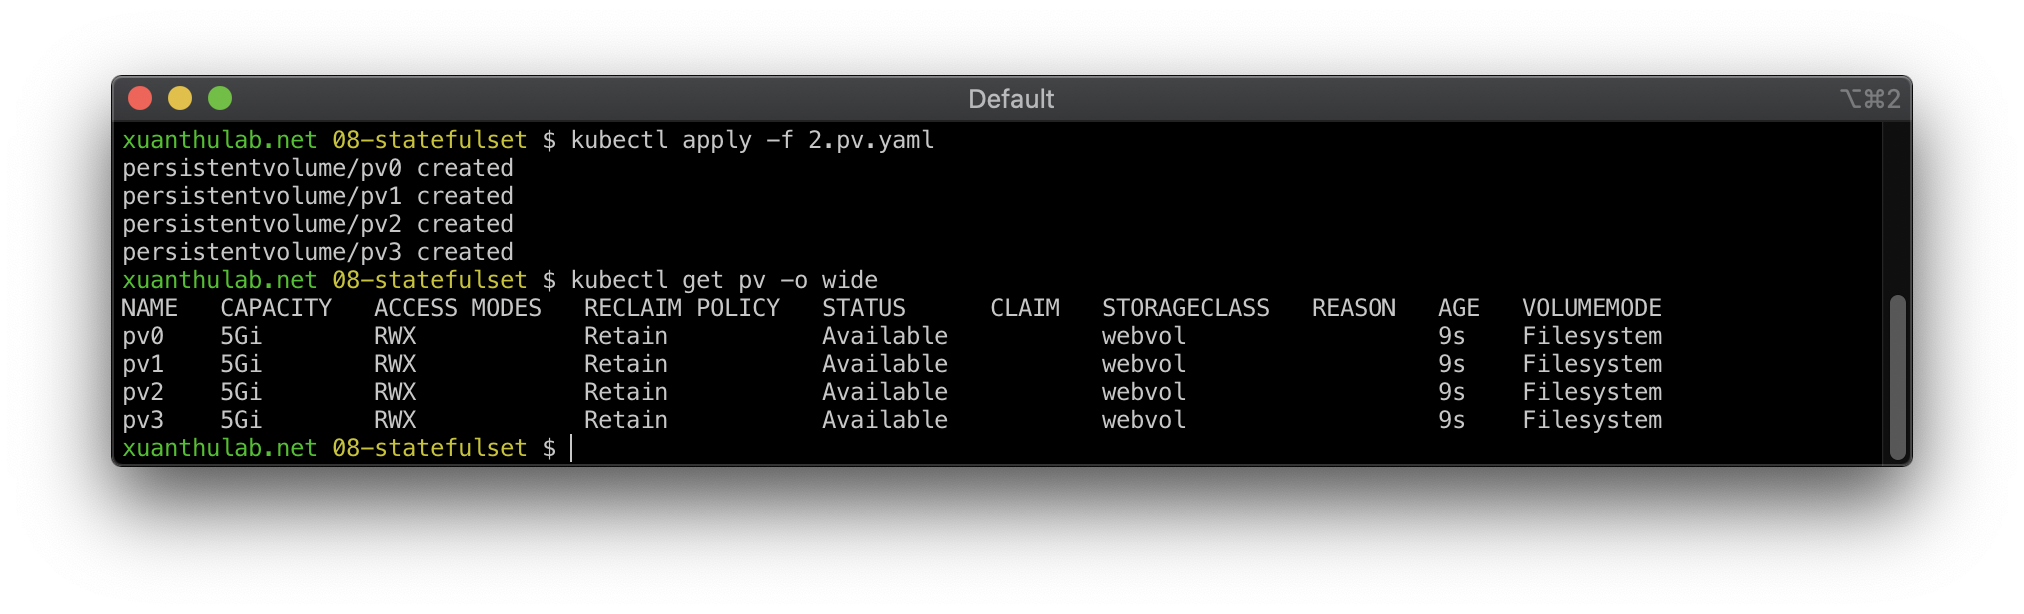 Default ⌥⌘2
xuanthulab.net 08-statefulset $ kubectl apply -f 2.pv.yaml
persistentvolume/pv0 created
persistentvolume/pv1 created
persistentvolume/pv2 created
persistentvolume/pv3 created
xuanthulab.net 08-statefulset $ kubectl get pv -o wide
NAME   CAPACITY   ACCESS MODES   RECLAIM POLICY   STATUS      CLAIM   STORAGECLASS   REASON   AGE   VOLUMEMODE
pv0    5Gi        RWX            Retain           Available           webvol                  9s    Filesystem
pv1    5Gi        RWX            Retain           Available           webvol                  9s    Filesystem
pv2    5Gi        RWX            Retain           Available           webvol                  9s    Filesystem
pv3    5Gi        RWX            Retain           Available           webvol                  9s    Filesystem
xuanthulab.net 08-statefulset $